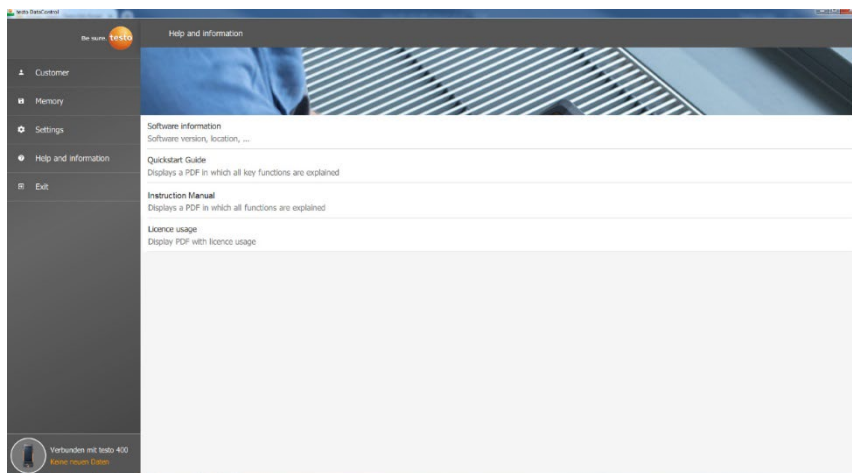 testo DataControl
Be sure. testo
Help and information
Customer
Memory
Settings
Help and information
Exit
Software information
Software version, location, ...
Quickstart Guide
Displays a PDF in which all key functions are explained
Instruction Manual
Displays a PDF in which all functions are explained
Licence usage
Display PDF with licence usage
Verbunden mit testo 400
Keine neuen Daten